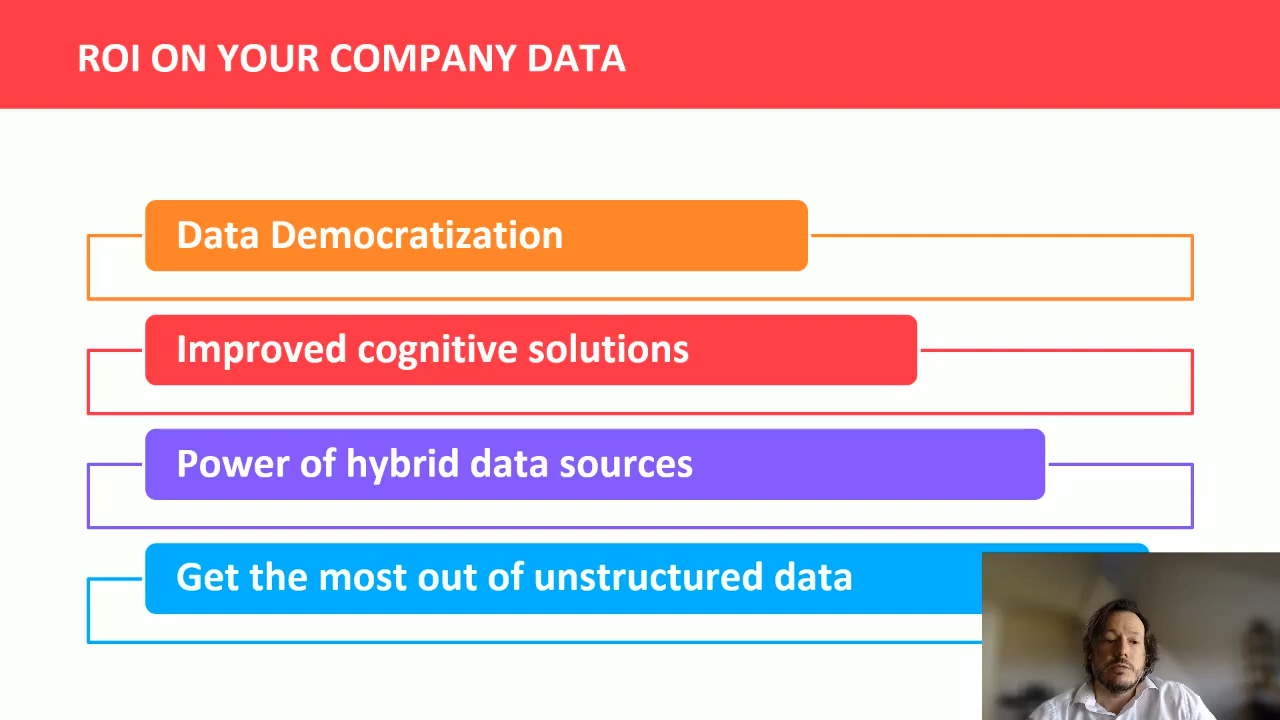 ROI ON YOUR COMPANY DATA
Data Democratization
Improved cognitive solutions
Power of hybrid data sources
Get the most out of unstructured data